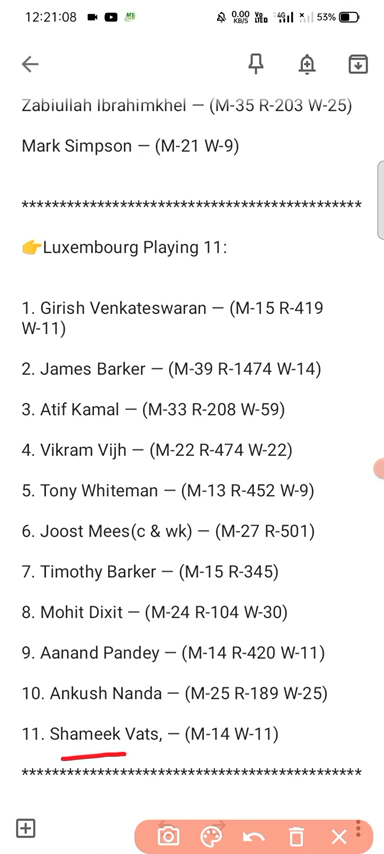 12:21:08 0.00 KB/S Vo LTED 4G 53%
Zabiullah Ibrahimkhel — (M-35 R-203 W-25)
Mark Simpson — (M-21 W-9)
*********************************************
👉Luxembourg Playing 11:
1. Girish Venkateswaran — (M-15 R-419
W-11)
2. James Barker — (M-39 R-1474 W-14)
3. Atif Kamal — (M-33 R-208 W-59)
4. Vikram Vijh — (M-22 R-474 W-22)
5. Tony Whiteman — (M-13 R-452 W-9)
6. Joost Mees(c & wk) — (M-27 R-501)
7. Timothy Barker — (M-15 R-345)
8. Mohit Dixit — (M-24 R-104 W-30)
9. Aanand Pandey — (M-14 R-420 W-11)
10. Ankush Nanda — (M-25 R-189 W-25)
11. Shameek Vats, — (M-14 W-11)
*********************************************